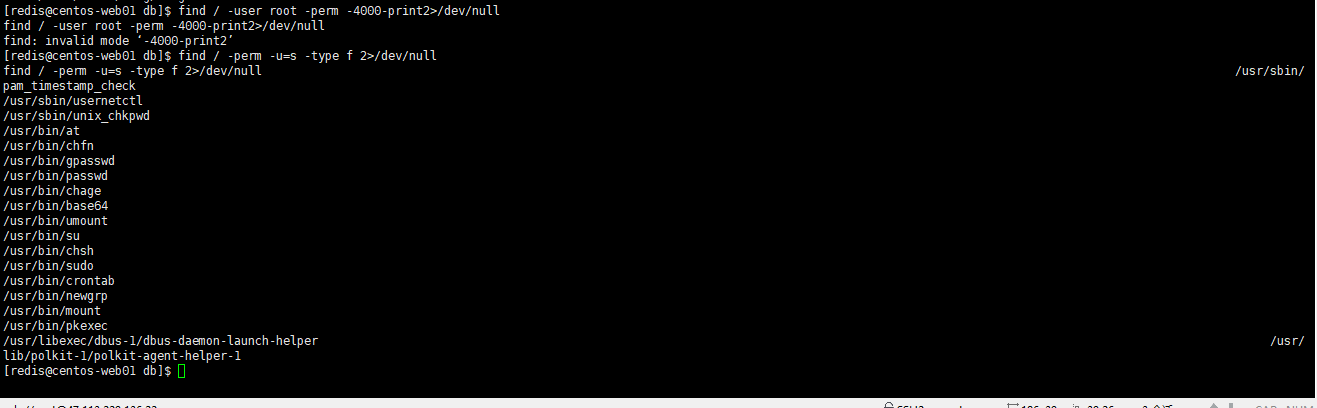 [redis@centos-web01 db]$ find / -user root -perm -4000-print2>/dev/null
find / -user root -perm -4000-print2>/dev/null
find: invalid mode ‘-4000-print2’
[redis@centos-web01 db]$ find / -perm -u=s -type f 2>/dev/null
find / -perm -u=s -type f 2>/dev/null /usr/sbin/
pam_timestamp_check
/usr/sbin/usernetctl
/usr/sbin/unix_chkpwd
/usr/bin/at
/usr/bin/chfn
/usr/bin/gpasswd
/usr/bin/passwd
/usr/bin/chage
/usr/bin/base64
/usr/bin/umount
/usr/bin/su
/usr/bin/chsh
/usr/bin/sudo
/usr/bin/crontab
/usr/bin/newgrp
/usr/bin/mount
/usr/bin/pkexec
/usr/libexec/dbus-1/dbus-daemon-launch-helper /usr/
lib/polkit-1/polkit-agent-helper-1
[redis@centos-web01 db]$